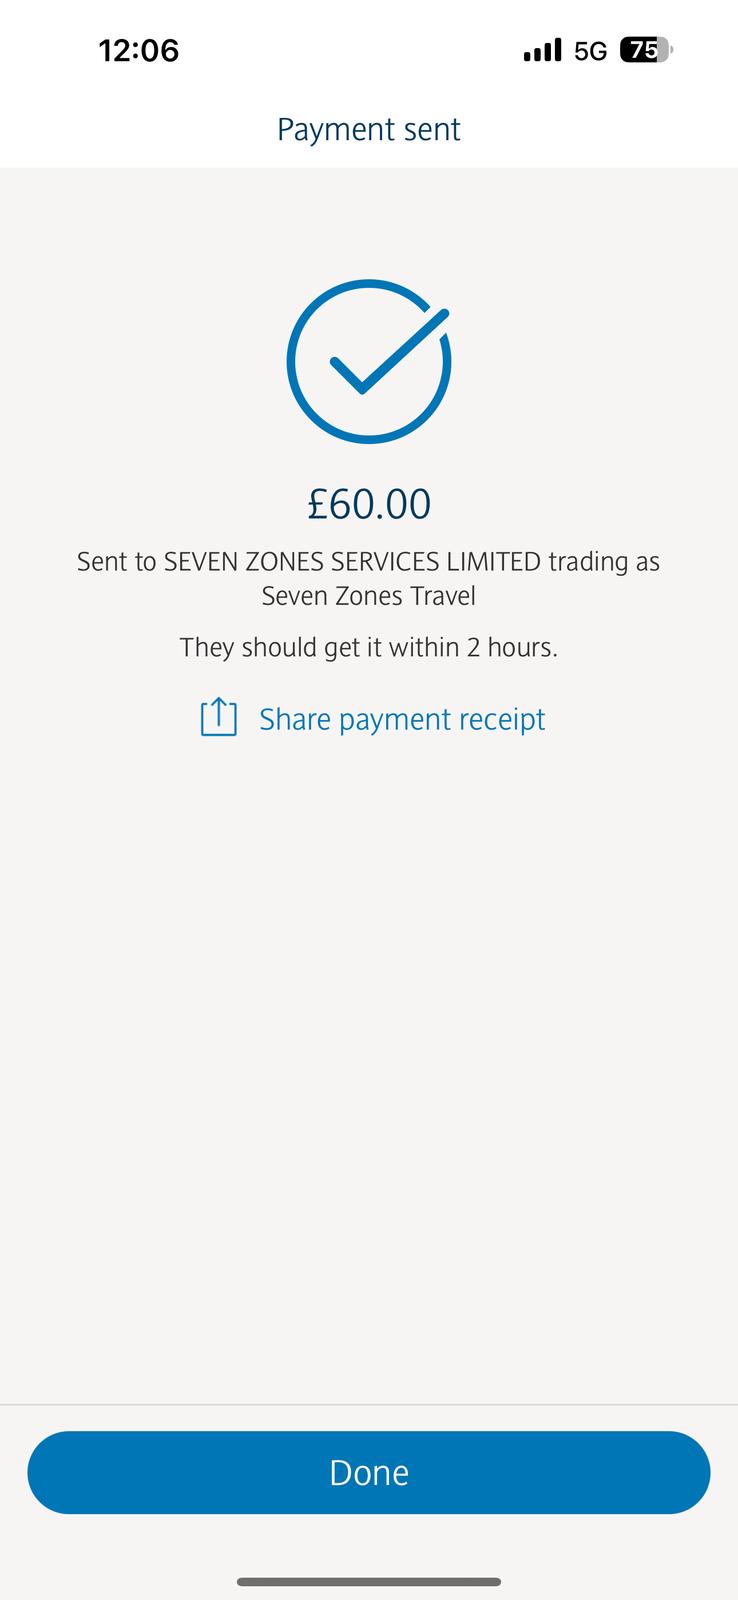 12:06 5G 75
Payment sent
£60.00
Sent to SEVEN ZONES SERVICES LIMITED trading as
Seven Zones Travel
They should get it within 2 hours.
Share payment receipt
Done